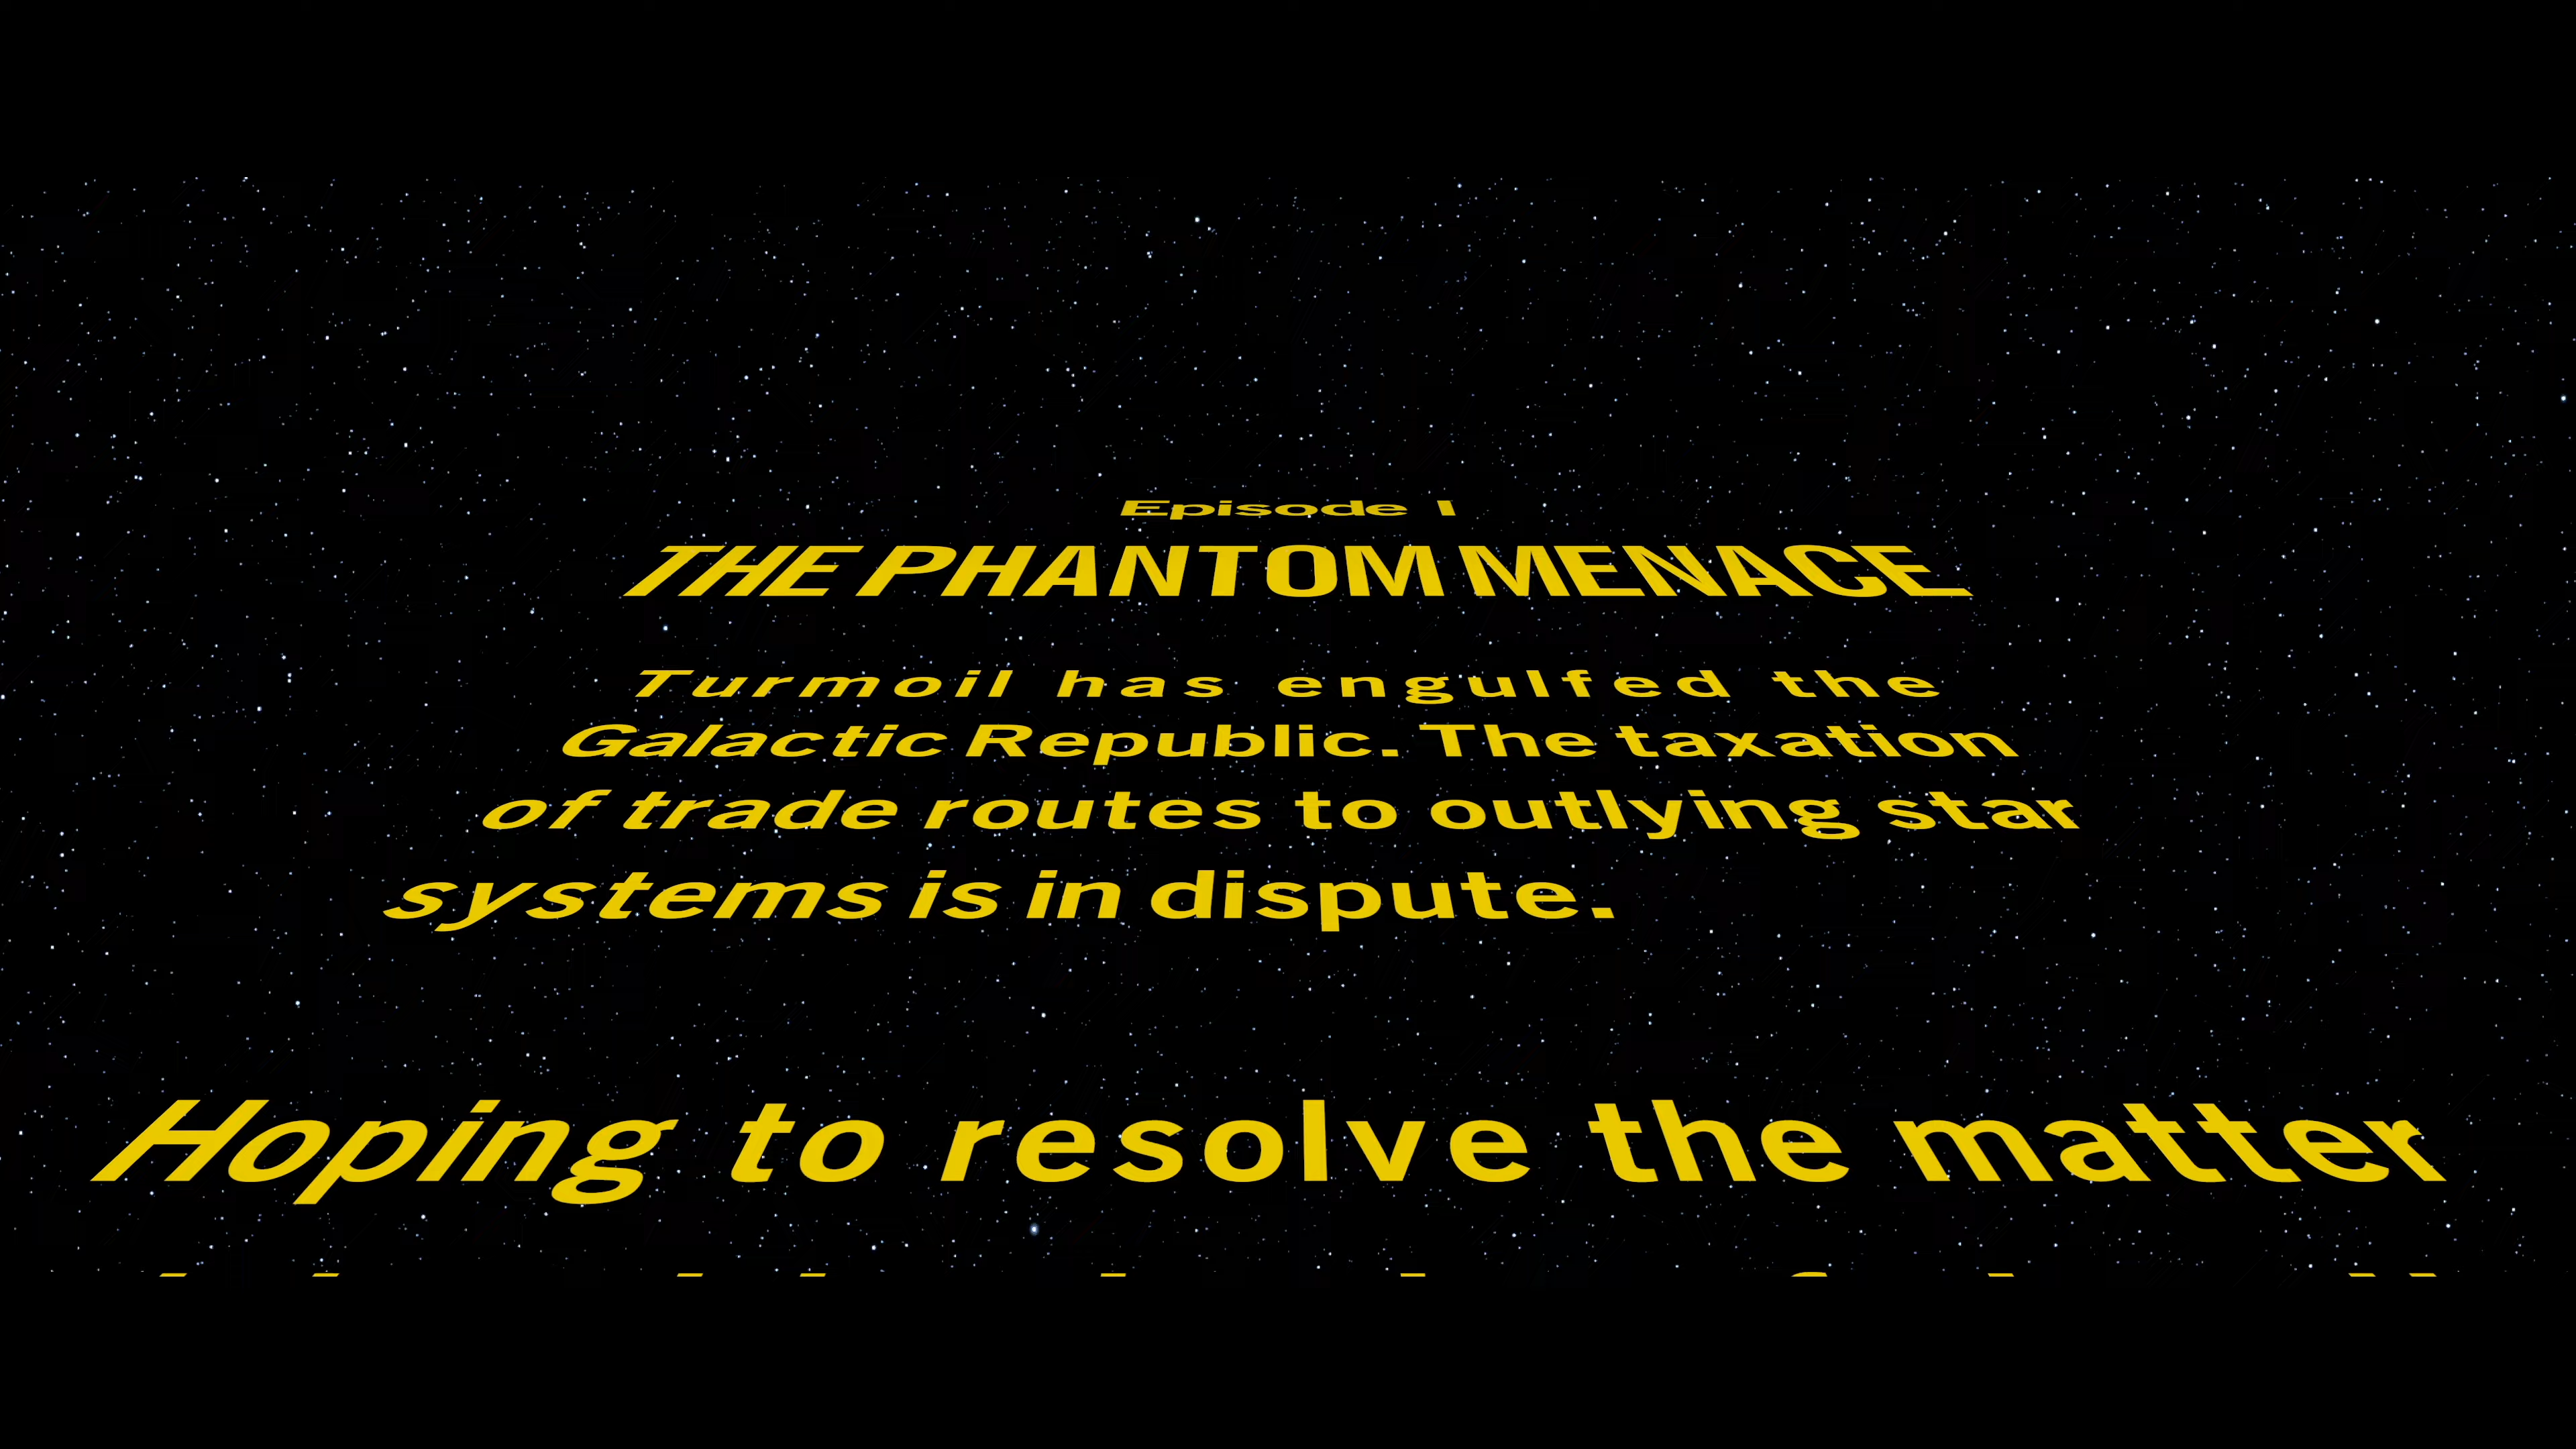 Episode I
THE PHANTOM MENACE
Turmoil has engulfed the
Galactic Republic. The taxation
of trade routes to outlying star
systems is in dispute.
Hoping to resolve the matter